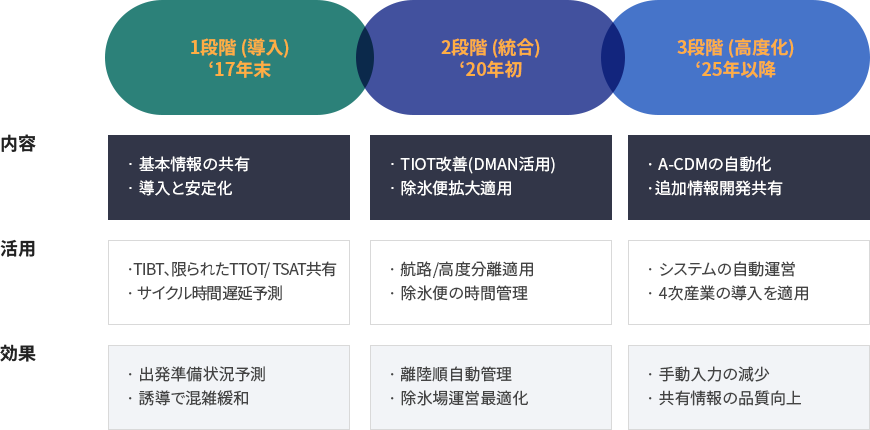 1段階 (導入)
‘17年末
2段階 (統合)
‘20年初
3段階 (高度化)
‘25年以降
内容
· 基本情報の共有
· 導入と安定化
· TIOT改善(DMAN活用)
· 除氷便拡大適用
· A-CDMの自動化
·追加情報開発共有
活用
·TIBT、限られたTTOT/ TSAT共有
· サイクル時間遅延予測
· 航路/高度分離適用
· 除氷便の時間管理
· システムの自動運営
· 4次産業の導入を適用
効果
· 出発準備状況予測
· 誘導で混雑緩和
· 離陸順自動管理
· 除氷場運営最適化
· 手動入力の減少
· 共有情報の品質向上